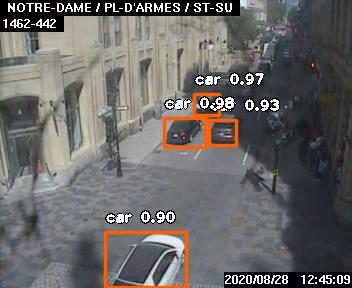 NOTRE-DAME / PL-D'ARMES / ST-SU
1462-442
car 0.97
car 0.98
0.93
car 0.90
2020/08/28 12:45:09